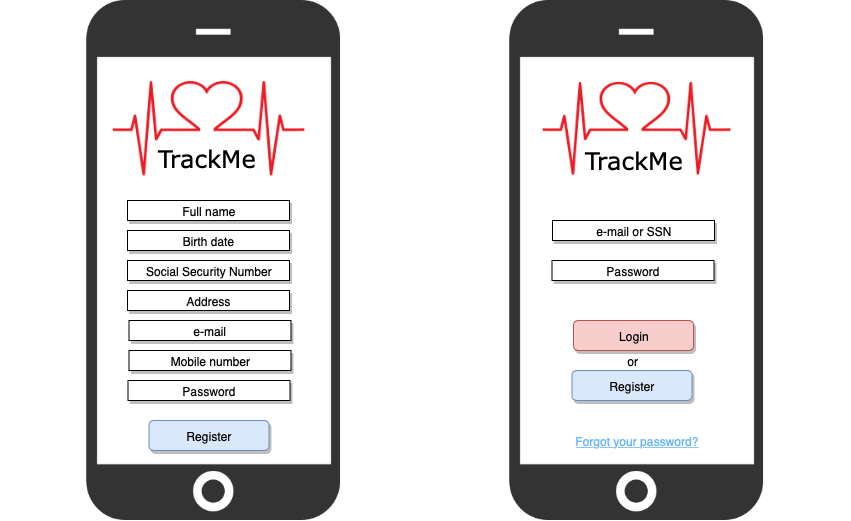 TrackMe
Full name
Birth date
Social Security Number
Address
e-mail
Mobile number
Password
Register
TrackMe
e-mail or SSN
Password
Login
or
Register
Forgot your password?